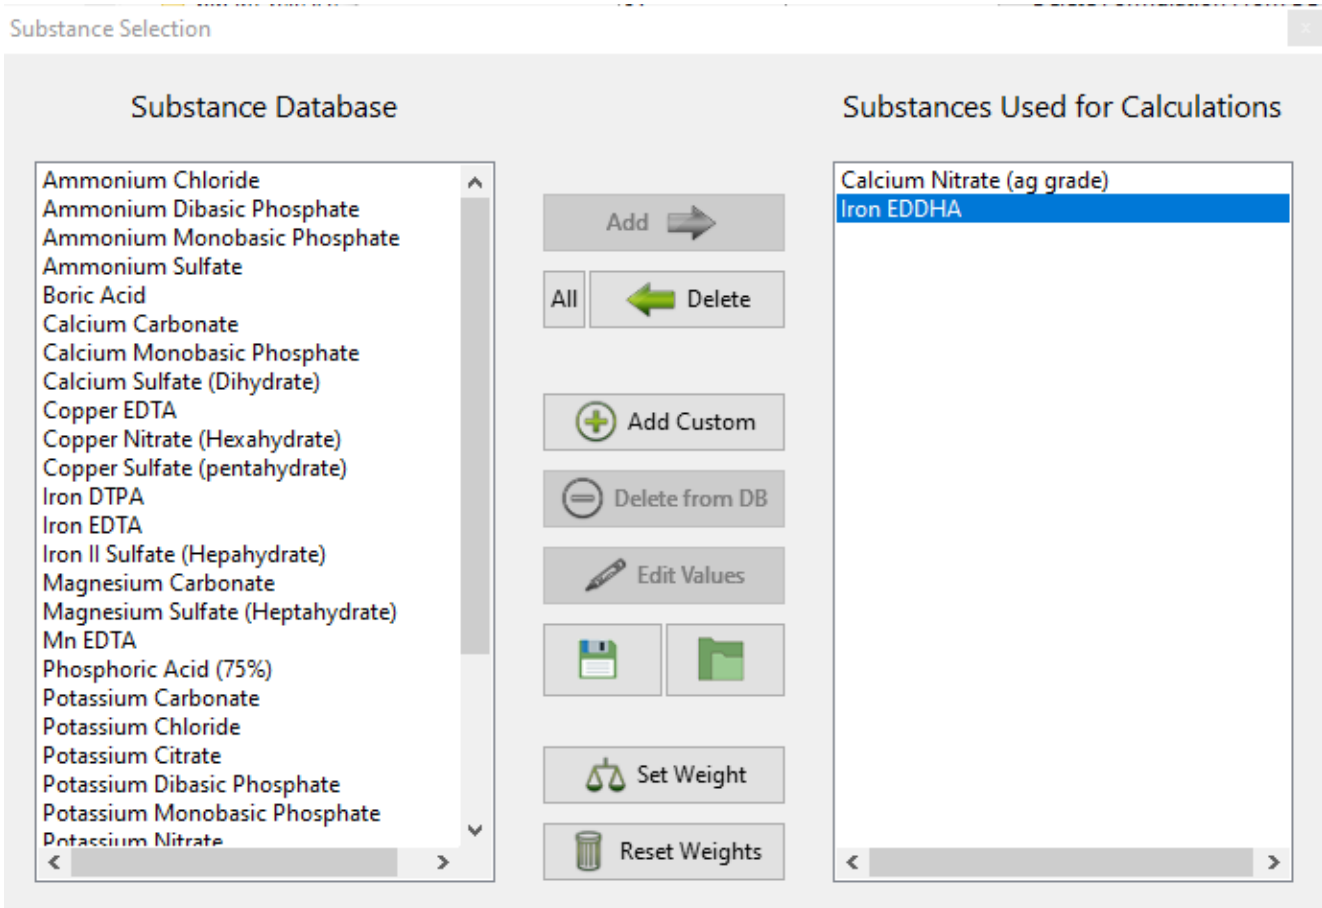 Substance Selection
x
Substance Database
Substances Used for Calculations
Ammonium Chloride
Ammonium Dibasic Phosphate
Ammonium Monobasic Phosphate
Ammonium Sulfate
Boric Acid
Calcium Carbonate
Calcium Monobasic Phosphate
Calcium Sulfate (Dihydrate)
Copper EDTA
Copper Nitrate (Hexahydrate)
Copper Sulfate (pentahydrate)
Iron DTPA
Iron EDTA
Iron II Sulfate (Hepahydrate)
Magnesium Carbonate
Magnesium Sulfate (Heptahydrate)
Mn EDTA
Phosphoric Acid (75%)
Potassium Carbonate
Potassium Chloride
Potassium Citrate
Potassium Dibasic Phosphate
Potassium Monobasic Phosphate
Potassium Nitrate
Add
All
Delete
Add Custom
Delete from DB
Edit Values
Set Weight
Reset Weights
Calcium Nitrate (ag grade)
Iron EDDHA